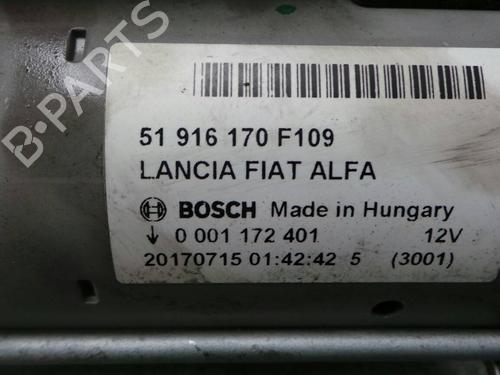 B-PARTS
51 916 170 F109
LANCIA FIAT ALFA
BOSCH Made in Hungary
↓ 0 001 172 401 12V
20170715 01:42:42 5 (3001)